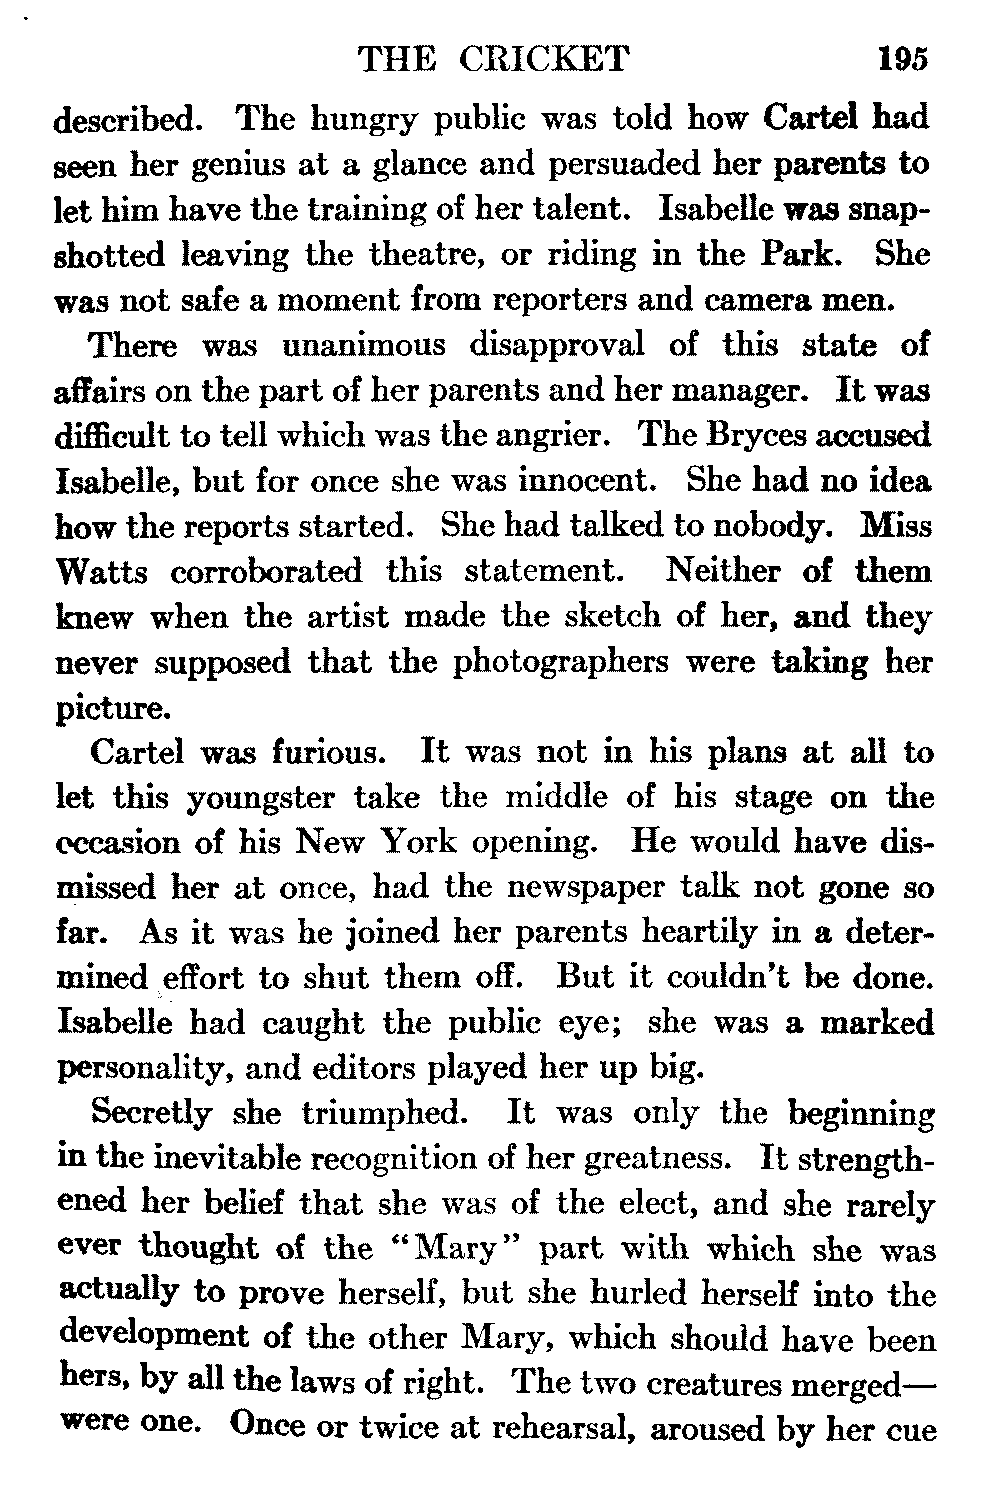 THE CRICKET 195
described. The hungry public was told how Cartel had
seen her genius at a glance and persuaded her parents to
let him have the training of her talent. Isabelle was snap-
shotted leaving the theatre, or riding in the Park. She
was not safe a moment from reporters and camera men.
There was unanimous disapproval of this state of
affairs on the part of her parents and her manager. It was
difficult to tell which was the angrier. The Bryces accused
Isabelle, but for once she was innocent. She had no idea
how the reports started. She had talked to nobody. Miss
Watts corroborated this statement. Neither of them
knew when the artist made the sketch of her, and they
never supposed that the photographers were taking her
picture.
Cartel was furious. It was not in his plans at all to
let this youngster take the middle of his stage on the
occasion of his New York opening. He would have dis-
missed her at once, had the newspaper talk not gone so
far. As it was he joined her parents heartily in a deter-
mined effort to shut them off. But it couldn't be done.
Isabelle had caught the public eye; she was a marked
personality, and editors played her up big.
Secretly she triumphed. It was only the beginning
in the inevitable recognition of her greatness. It strength-
ened her belief that she was of the elect, and she rarely
ever thought of the "Mary" part with which she was
actually to prove herself, but she hurled herself into the
development of the other Mary, which should have been
hers, by all the laws of right. The two creatures merged—
were one. Once or twice at rehearsal, aroused by her cue